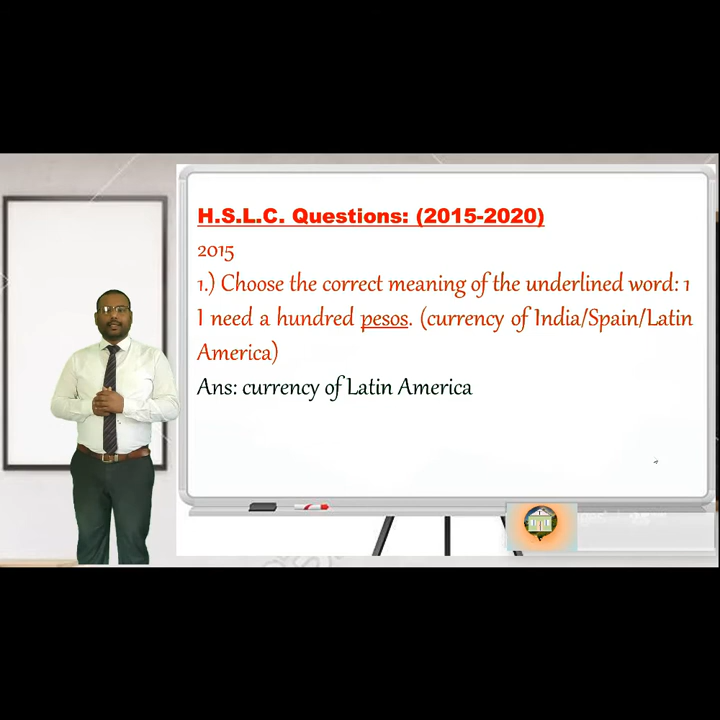 H.S.L.C. Questions: (2015-2020)
2015
1.) Choose the correct meaning of the underlined word: 1
I need a hundred pesos. (currency of India/Spain/Latin
America)
Ans: currency of Latin America